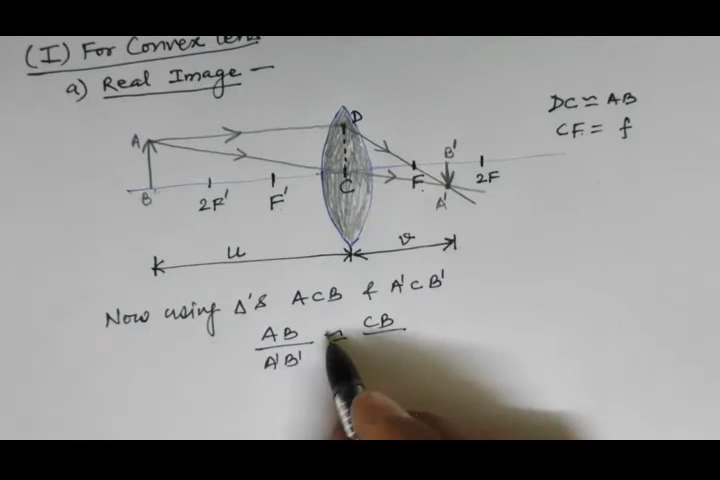 (I) For Convex Lens
a) Real Image -
DC ≃ AB
CF = f
A
D
B'
B
2F'
F'
C
F
A'
2F
u
v
Now using Δ's ACB & A'CB'
AB/A'B' = CB